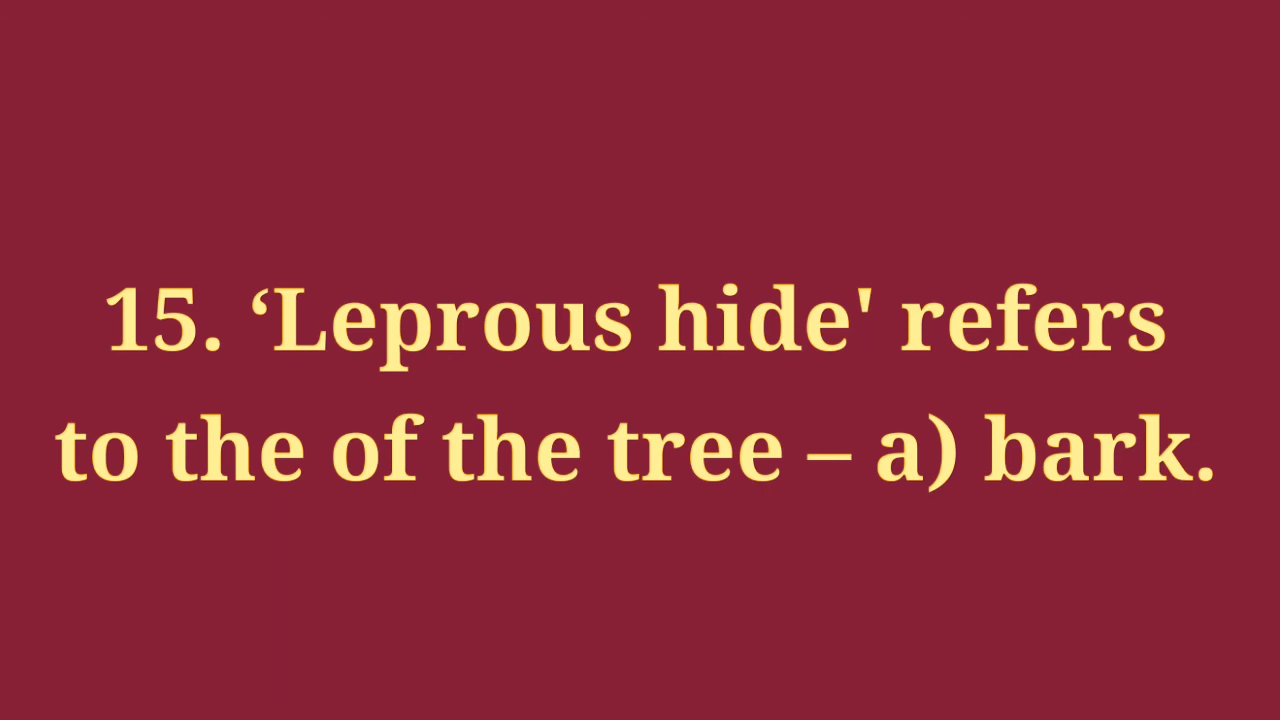 15. ‘Leprous hide' refers
to the of the tree – a) bark.